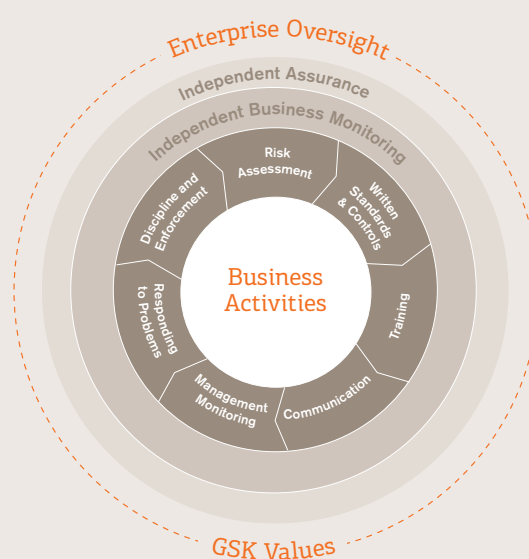 Enterprise Oversight
Independent Assurance
Independent Business Monitoring
Risk
Assessment
Written
Standards
& Controls
Training
Communication
Management
Monitoring
Responding
to Problems
Discipline and
Enforcement
Business
Activities
GSK Values